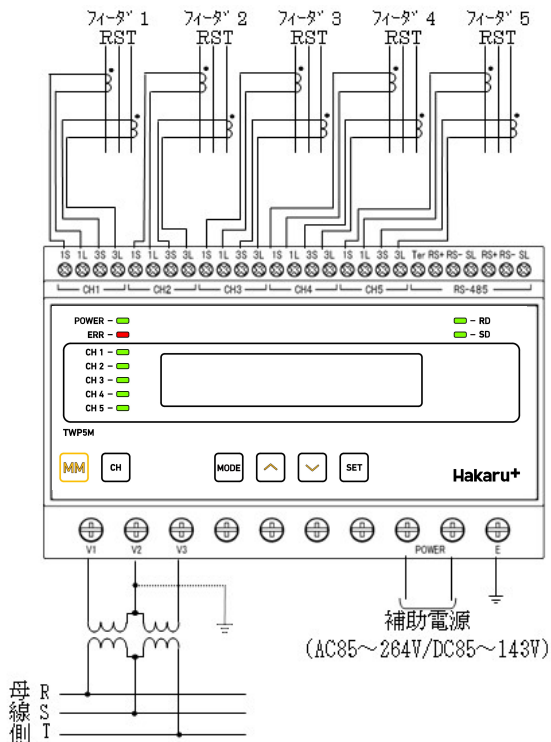 フィーダ 1 フィーダ 2 フィーダ 3 フィーダ 4 フィーダ 5
RST RST RST RST RST
1S 1L 3S 3L 1S 1L 3S 3L 1S 1L 3S 3L 1S 1L 3S 3L 1S 1L 3S 3L Ter RS+ RS- SL RS+ RS- SL
CH1 CH2 CH3 CH4 CH5 RS-485
POWER
ERR
CH 1
CH 2
CH 3
CH 4
CH 5
RD
SD
TWP5M
MM CH MODE SET
Hakaru+
V1 V2 V3 POWER E
補助電源
(AC85～264V/DC85～143V)
母線側
R
S
T